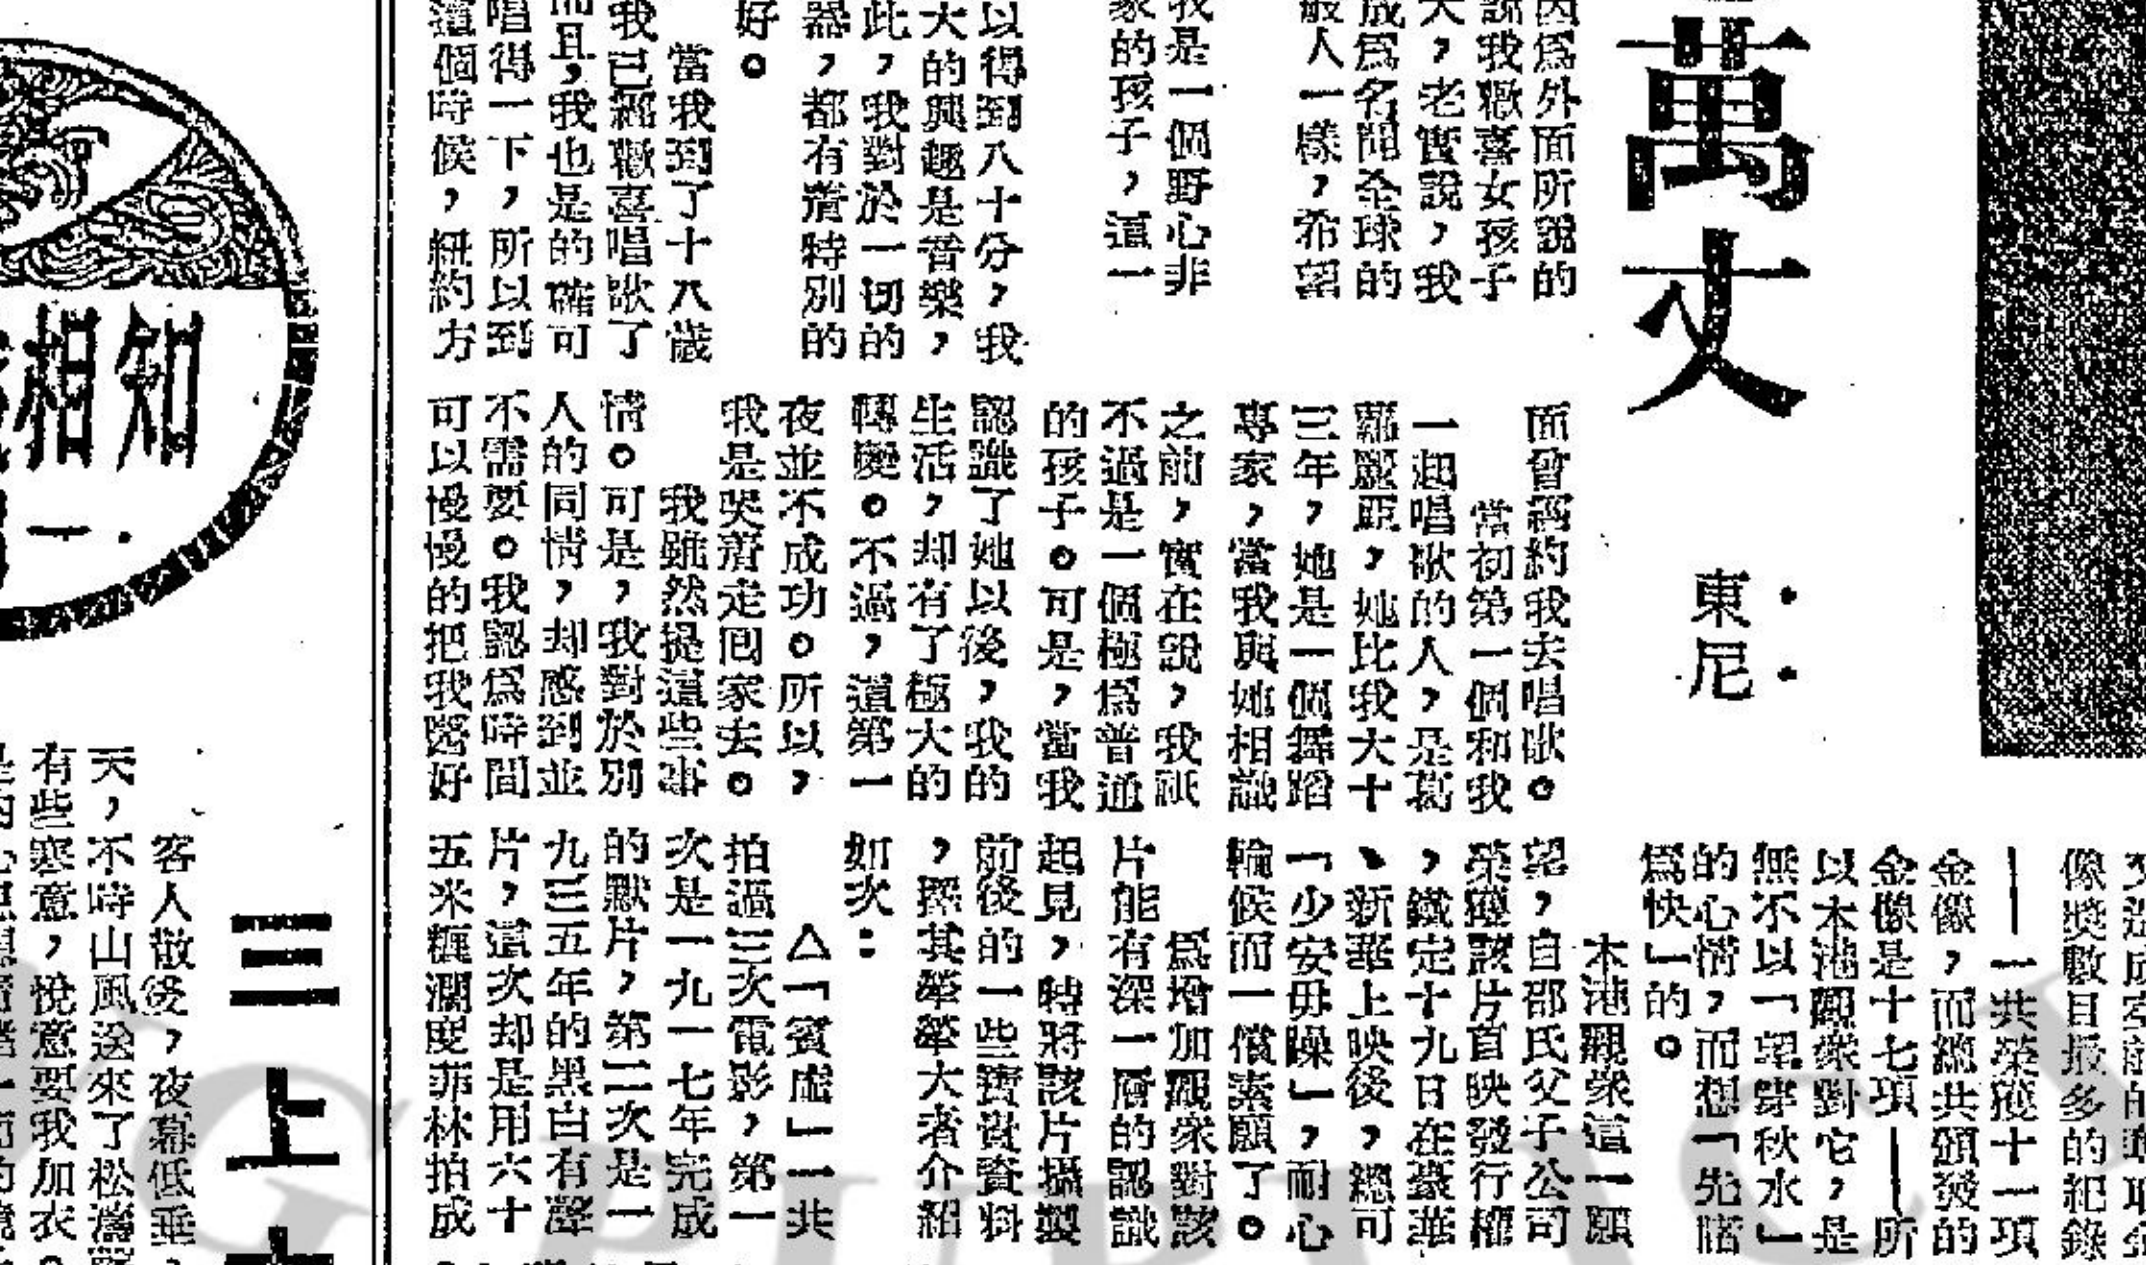 萬丈
東尼
因爲外面所說的
說我歡喜女孩子
大，老實說，我
成爲名聞全球的
般人一樣，希望
我是一個野心非
家的孩子，這一
以得到八十分，我
大的興趣是音樂，
此，我對於一切的
器，都有着特別的
好。
當我到了十八歲
我已經歡喜唱歌了
而且，我也是的確可
唱得一下，所以到
這個時候，紐約方
面曾經約我去唱歌。
當初第一個和我
一起唱歌的人，是葛
羅麗亞，她比我大十
三年，她是一個舞蹈
專家，當我與她相識
之前，實在說，我祇
不過是一個極爲普通
的孩子。可是，當我
認識了她以後，我的
生活，却有了極大的
轉變。不過，這第一
夜並不成功。所以，
我是哭着走囘家去。
我雖然提這些事
情。可是，我對於別
人的同情，却感到並
不需要。我認爲時間
可以慢慢的把我醫好
像獎數目最多的紀錄
——一共榮獲十一項
金像，而總共頒發的
金像是十七項——所
以本港觀衆對它，是
無不以「望穿秋水」
的心情，而想「先睹
爲快」的。
本港觀衆這一願
望，自邵氏父子公司
榮獲該片首映發行權
，鐵定十九日在豪華
、新華上映後，總可
「少安毋躁」，耐心
輪候而一償素願了。
爲增加觀衆對該
片能有深一層的認識
起見，特將該片攝製
前後的一些寶貴資料
，擇其犖犖大者介紹
如次：
△「賓虛」一共
拍過三次電影，第一
次是一九一七年完成
的默片，第二次是一
九三五年的黑白有聲
片，這次却是用六十
五米糎濶度菲林拍成
相知
一
三上
客人散後，夜幕低垂，
天，不時山風送來了松濤
有些寒意，悅意要我加衣。
PUBLIC